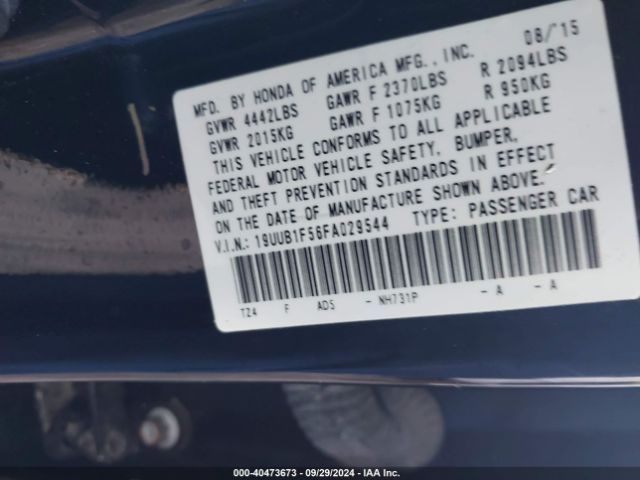 MFD. BY HONDA OF AMERICA MFG., INC. 08/'15
GVWR 4442LBS GAWR F 2370LBS R 2094LBS
GVWR 2015KG GAWR F 1075KG R 950KG
THIS VEHICLE CONFORMS TO ALL APPLICABLE
FEDERAL MOTOR VEHICLE SAFETY, BUMPER,
AND THEFT PREVENTION STANDARDS IN EFFECT
ON THE DATE OF MANUFACTURE SHOWN ABOVE.
V.I.N.: 19UUB1F56FA029544 TYPE: PASSENGER CAR
TZ4 F AD5 - NH731P - A - A
000-40473673 - 09/29/2024 - IAA Inc.